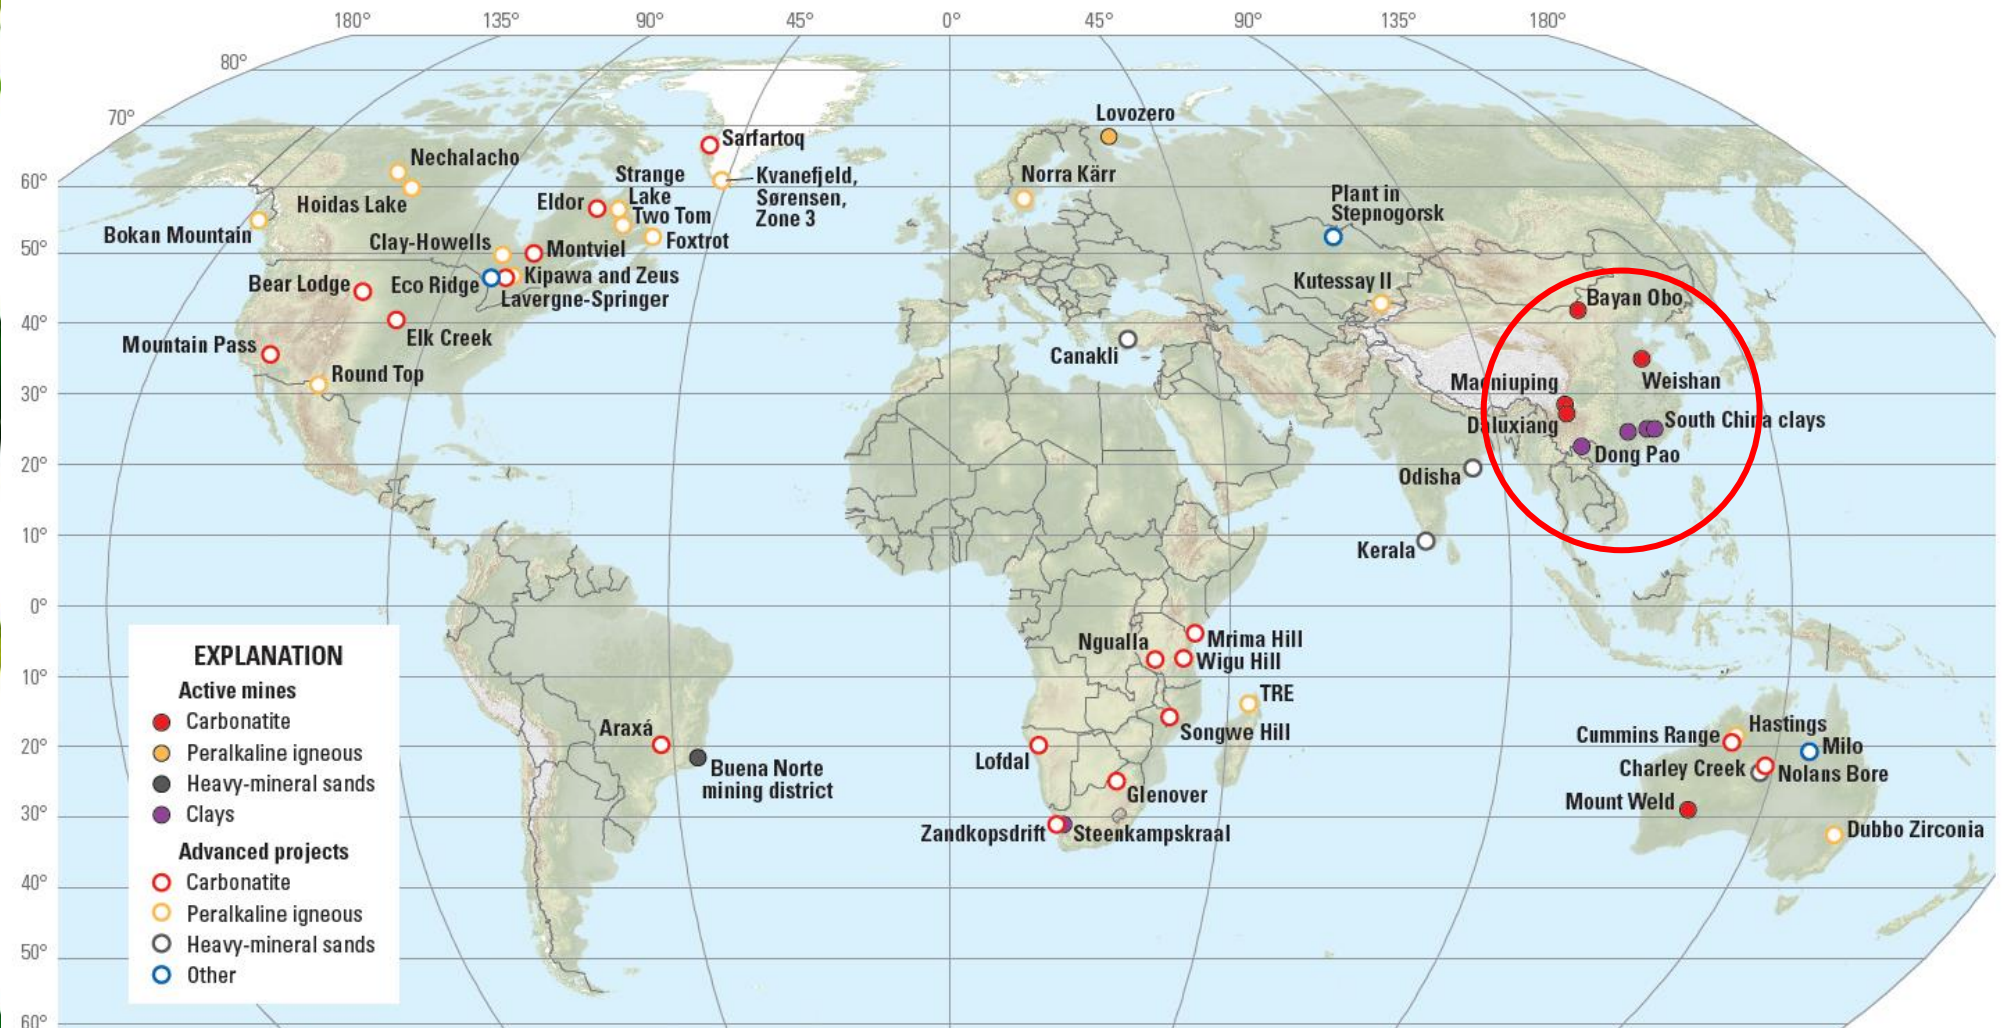 180°
135°
90°
45°
0°
45°
90°
135°
180°
80°
70°
60°
50°
40°
30°
20°
10°
0°
10°
20°
30°
40°
50°
60°
Sarfartoq
Nechalacho
Hoidas Lake
Bokan Mountain
Strange
Lake
Eldor
Two Tom
Foxtrot
Kvanefjeld,
Sørensen,
Zone 3
Clay-Howells
Montviel
Bear Lodge
Eco Ridge
Kipawa and Zeus
Lavergne-Springer
Elk Creek
Mountain Pass
Round Top
Lovozero
Norra Kärr
Plant in
Stepnogorsk
Kutessay II
Canakli
Bayan Obo
Weishan
Maoniuping
Daluxiang
South China clays
Dong Pao
Odisha
Kerala
Ngualla
Mrima Hill
Wigu Hill
TRE
Songwe Hill
Lofdal
Glenover
Zandkopsdrift
Steenkampskraal
Araxá
Buena Norte
mining district
Cummins Range
Hastings
Milo
Charley Creek
Nolans Bore
Mount Weld
Dubbo Zirconia
EXPLANATION
Active mines
Carbonatite
Peralkaline igneous
Heavy-mineral sands
Clays
Advanced projects
Carbonatite
Peralkaline igneous
Heavy-mineral sands
Other